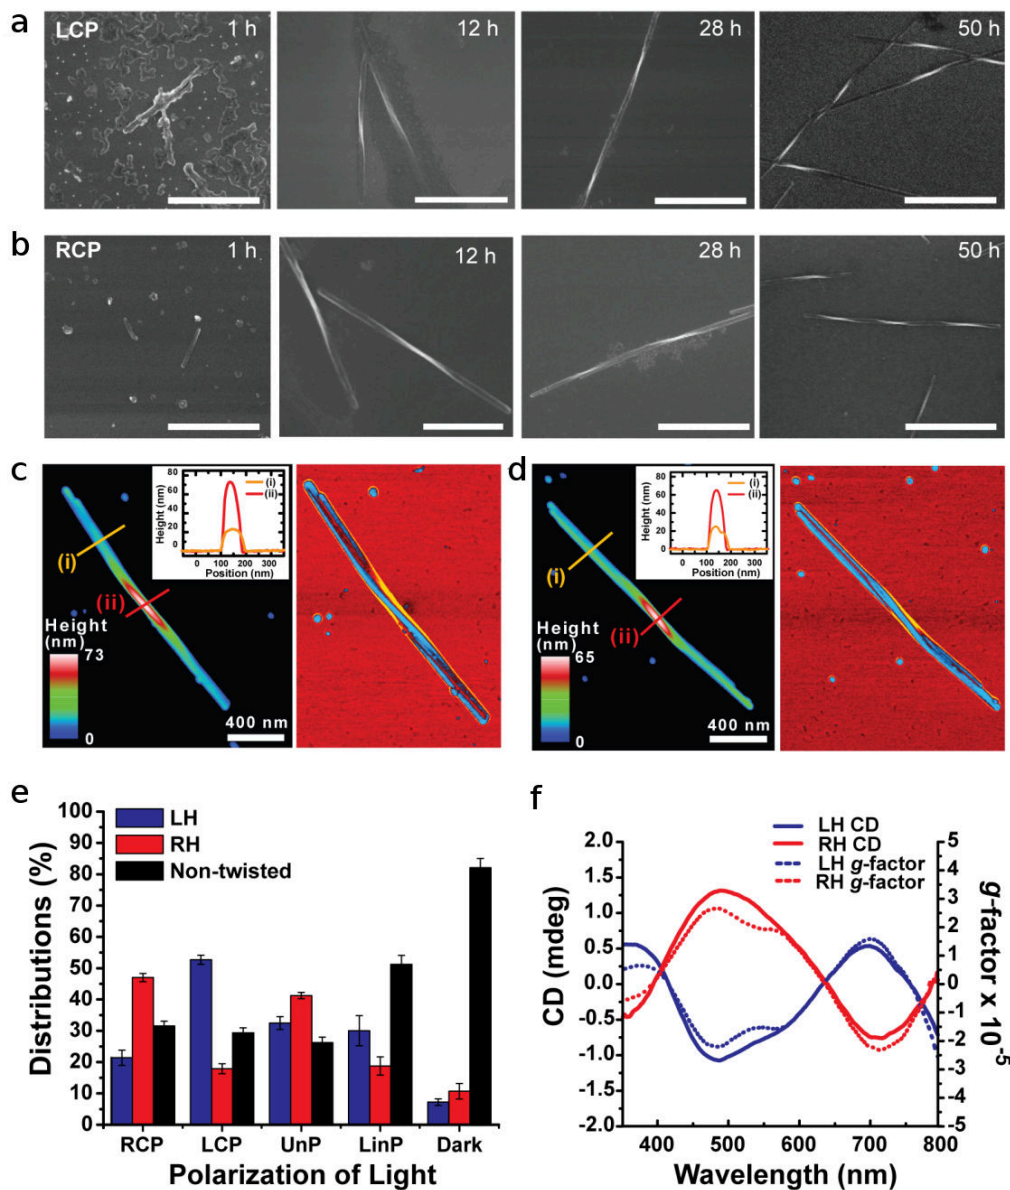 a
LCP
1 h
12 h
28 h
50 h
b
RCP
1 h
12 h
28 h
50 h
c
80
60
40
20
0
Height (nm)
(i)
(ii)
0 100 200 300
Position (nm)
(i)
(ii)
Height
(nm)
73
0
400 nm
d
80
60
40
20
0
Height (nm)
(i)
(ii)
0 100 200 300
Position (nm)
(i)
(ii)
Height
(nm)
65
0
400 nm
e
100
90
80
70
60
50
40
30
20
10
0
Distributions (%)
LH
RH
Non-twisted
RCP LCP UnP LinP Dark
Polarization of Light
f
LH CD
RH CD
LH g-factor
RH g-factor
2.0
1.5
1.0
0.5
0.0
-0.5
-1.0
-1.5
-2.0
CD (mdeg)
5
4
3
2
1
0
-1
-2
-3
-4
-5
g-factor x 10-5
400 500 600 700 800
Wavelength (nm)